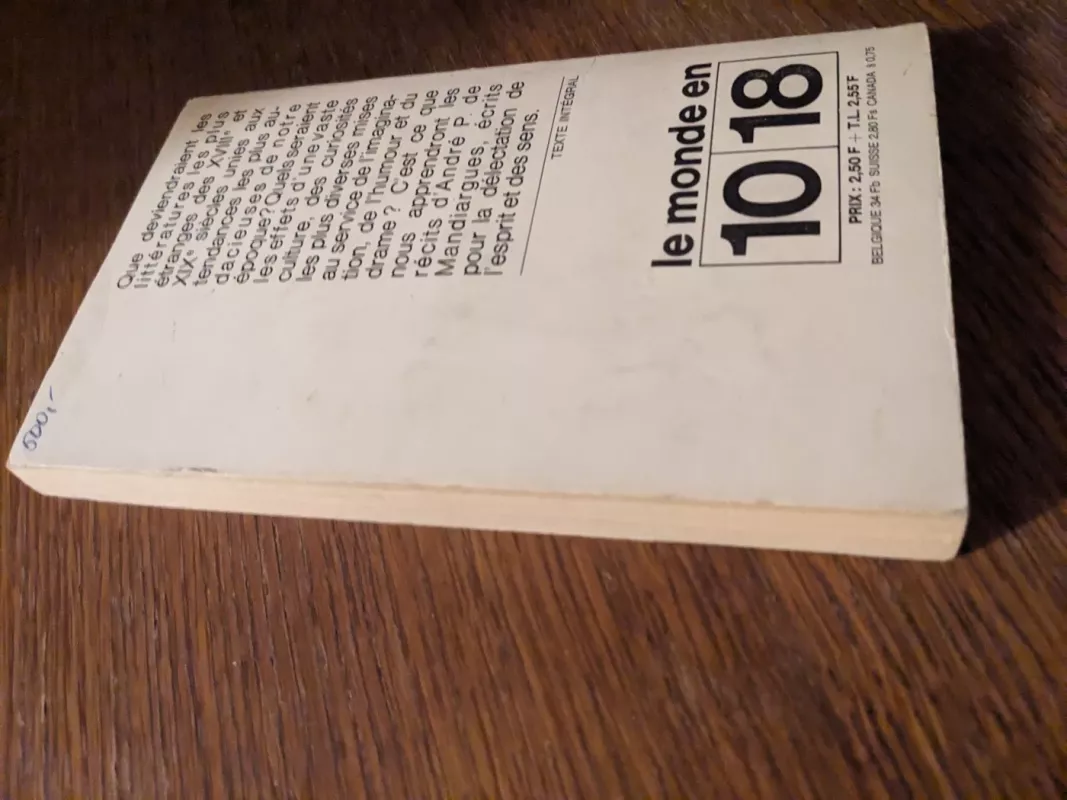 600,-
Que deviendraient les
littératures les plus
étranges des XVIIIᵉ et
XIXᵉ siècles unies aux
tendances les plus au-
dacieuses de notre
époque? Quels seraient
les effets d'une vaste
culture, des curiosités
les plus diverses mises
au service de l'imagina-
tion, de l'humour et du
drame ? C'est ce que
nous apprendront les
récits d'André P. de
Mandiargues, écrits
pour la délectation de
l'esprit et des sens.
TEXTE INTÉGRAL
le monde en
10 18
PRIX : 2,50 F + T.L. 2,55 F
BELGIQUE 34 Fb SUISSE 2,80 Fs CANADA $ 0,75